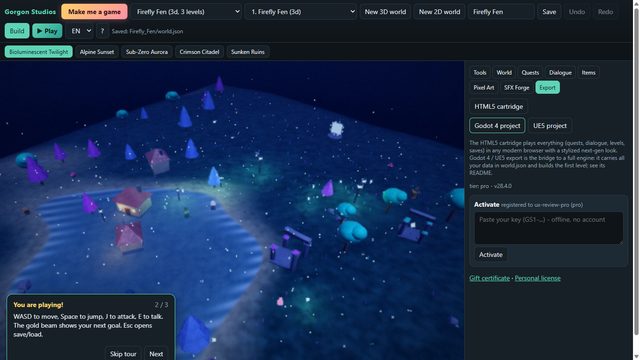 Gorgon Studios
Make me a game
Firefly Fen (3d, 3 levels)
1. Firefly Fen (3d)
New 3D world
New 2D world
Firefly Fen
Save
Undo
Redo
Build
▶ Play
EN
?
Saved: Firefly_Fen/world.json
Bioluminescent Twilight
Alpine Sunset
Sub-Zero Aurora
Crimson Citadel
Sunken Ruins
Tools
World
Quests
Dialogue
Items
Pixel Art
SFX Forge
Export
HTML5 cartridge
Godot 4 project
UE5 project
The HTML5 cartridge plays everything (quests, dialogue, levels,
saves) in any modern browser with a stylized next-gen look.
Godot 4 / UE5 export is the bridge to a full engine: it carries all
your data in world.json and builds the first level; see its
README.
tier: pro - v28.4.0
Activate registered to ux-review-pro (pro)
Paste your key (GS1-...) - offline, no account
Activate
Gift certificate · Personal license
You are playing!
2 / 3
WASD to move, Space to jump, J to attack, E to talk.
The gold beam shows your next goal. Esc opens
save/load.
Skip tour
Next